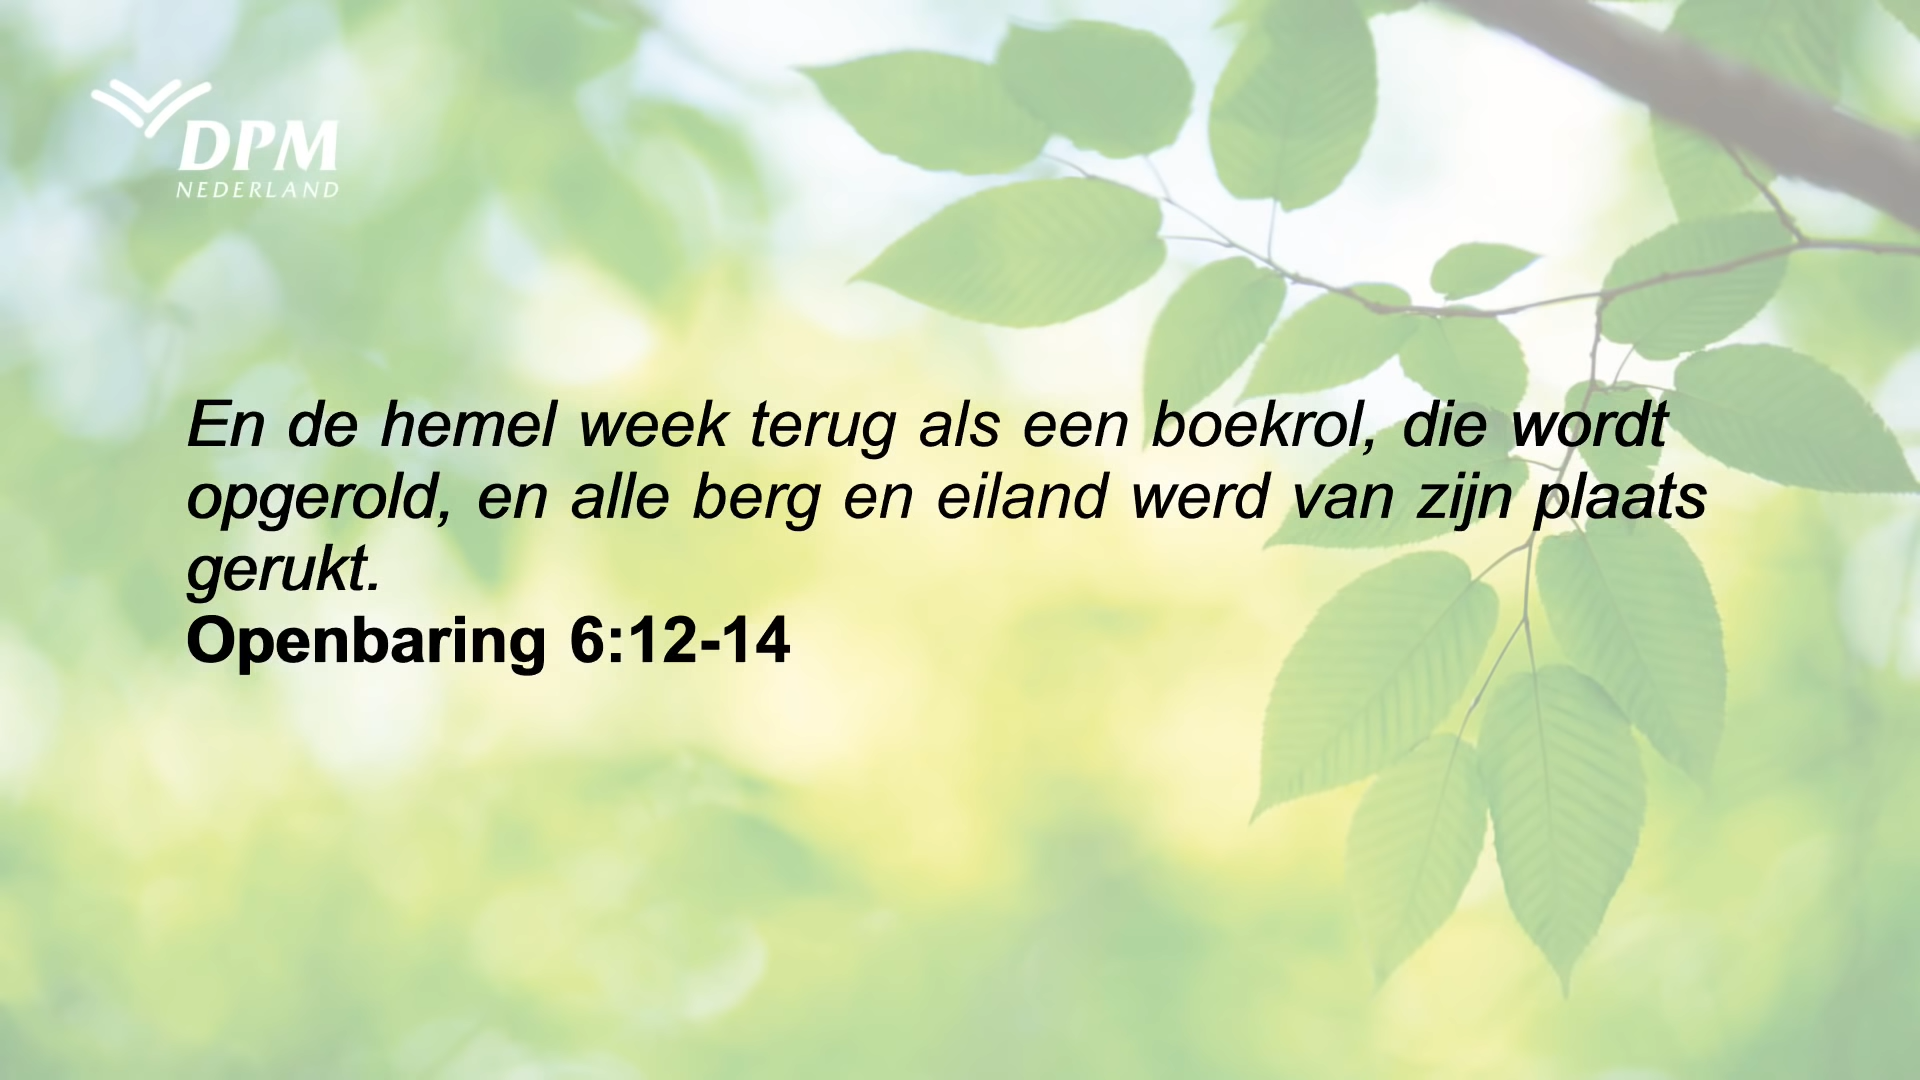 DPM
NEDERLAND
En de hemel week terug als een boekrol, die wordt
opgerold, en alle berg en eiland werd van zijn plaats
gerukt.
Openbaring 6:12-14